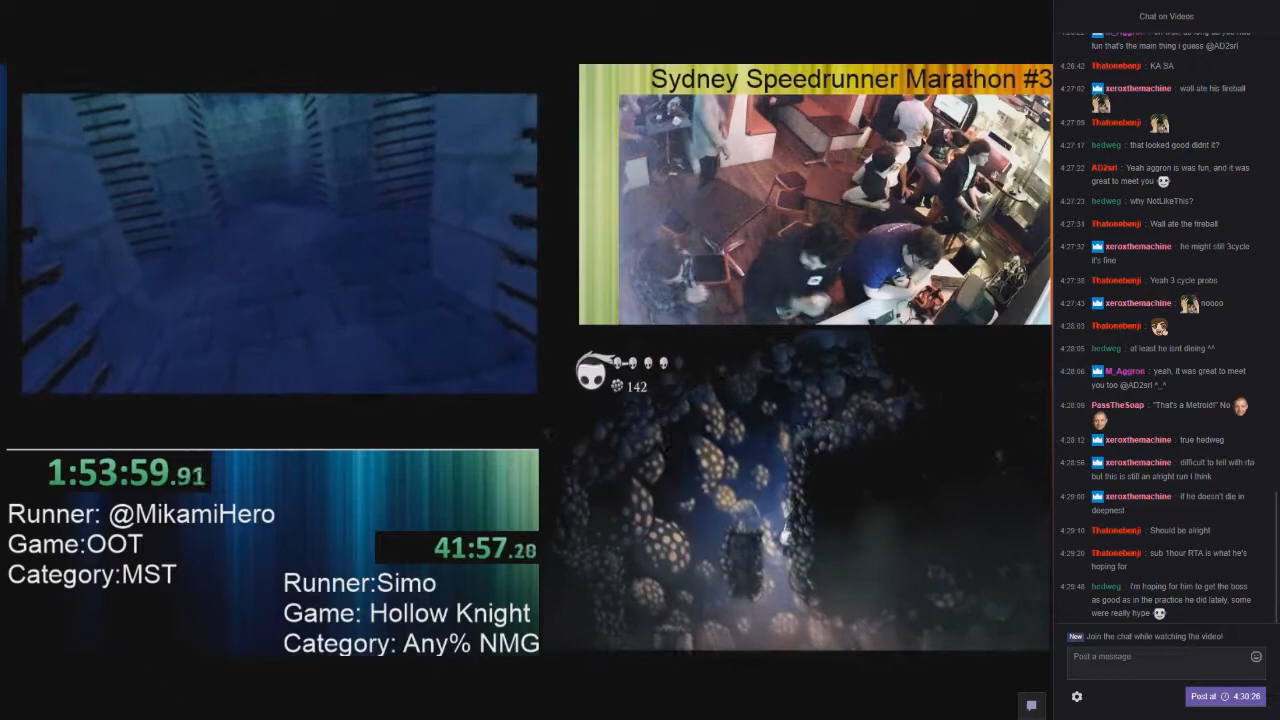 Sydney Speedrunner Marathon #3
142
1:53:59.91
Runner: @MikamiHero
Game:OOT
Category:MST
41:57.20
Runner:Simo
Game: Hollow Knight
Category: Any% NMG
Chat on Videos
fun that's the main thing i guess @AD2srl
4:26:42 Thatonebenji : KA SA
4:27:02 xeroxthemachine : wall ate his fireball
4:27:09 Thatonebenji :
4:27:17 hedweg : that looked good didnt it?
4:27:22 AD2srl : Yeah aggron is was fun, and it was
great to meet you
4:27:23 hedweg : why NotLikeThis?
4:27:31 Thatonebenji : Wall ate the fireball
4:27:32 xeroxthemachine : he might still 3cycle
it's fine
4:27:38 Thatonebenji : Yeah 3 cycle probs
4:27:43 xeroxthemachine : noooo
4:28:03 Thatonebenji :
4:28:05 hedweg : at least he isnt dieing ^^
4:28:06 M_Aggron : yeah, it was great to meet
you too @AD2srl ^_^
4:28:09 PassTheSoap : "That's a Metroid!" No
4:28:12 xeroxthemachine : true hedweg
4:28:56 xeroxthemachine : difficult to tell with rta
but this is still an alright run I think
4:29:00 xeroxthemachine : if he doesn't die in
deepnest
4:29:10 Thatonebenji : Should be alright
4:29:20 Thatonebenji : sub 1hour RTA is what he's
hoping for
4:29:48 hedweg : i'm hoping for him to get the boss
as good as in the practice he did lately, some
were really hype
New Join the chat while watching the video!
Post a message
Post at 4:30:26